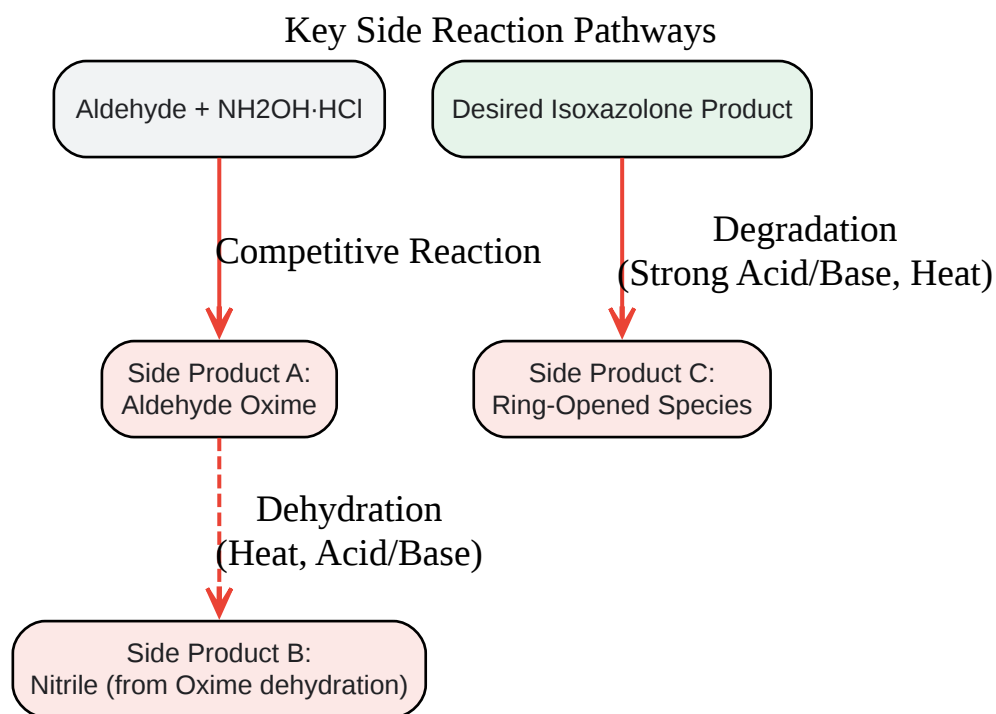 Key Side Reaction Pathways
Aldehyde + NH2OH·HCl
Desired Isoxazolone Product
Competitive Reaction
Degradation
(Strong Acid/Base, Heat)
Side Product A:
Aldehyde Oxime
Side Product C:
Ring-Opened Species
Dehydration
(Heat, Acid/Base)
Side Product B:
Nitrile (from Oxime dehydration)